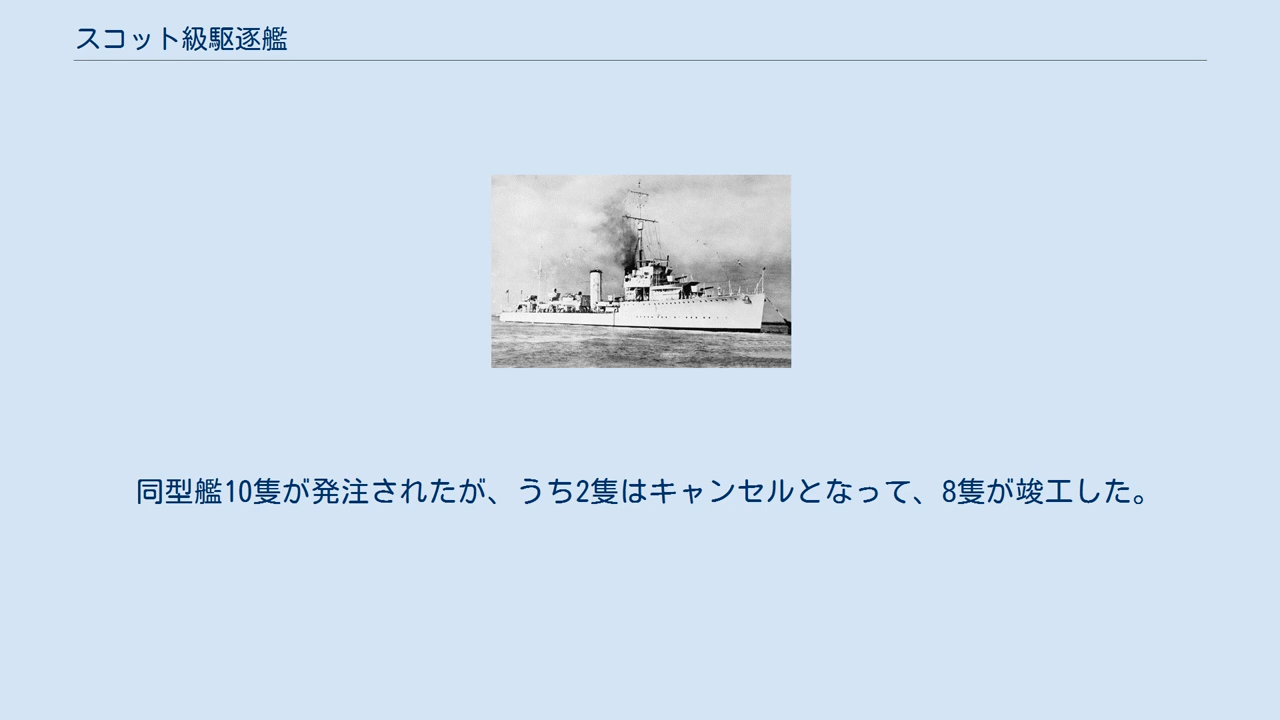 スコット級駆逐艦
同型艦10隻が発注されたが、うち2隻はキャンセルとなって、8隻が竣工した。